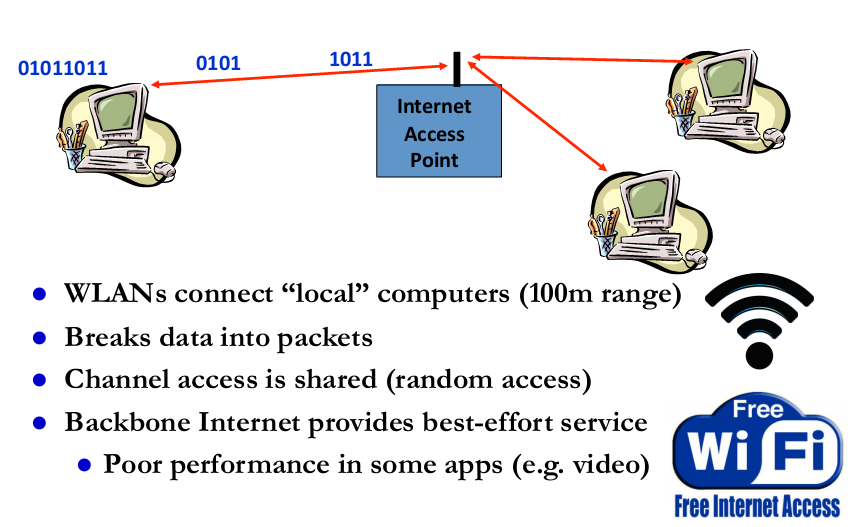 01011011
0101
1011
Internet
Access
Point
● WLANs connect “local” computers (100m range)
● Breaks data into packets
● Channel access is shared (random access)
● Backbone Internet provides best-effort service
● Poor performance in some apps (e.g. video)
Free
Wi Fi
Free Internet Access